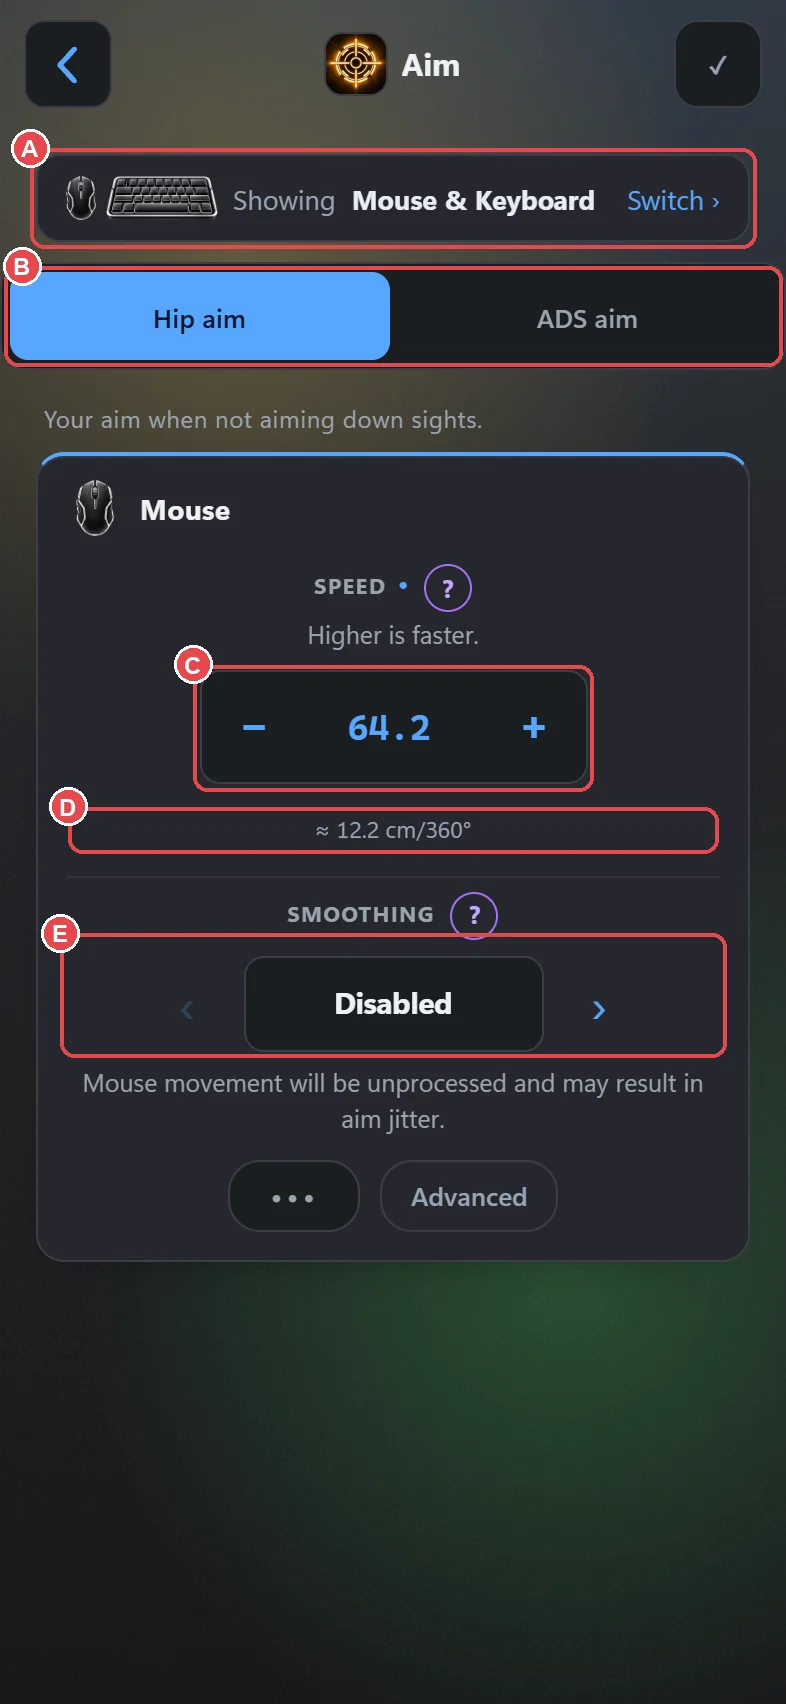 Aim
✓
A
Showing Mouse & Keyboard Switch ›
B
Hip aim ADS aim
Your aim when not aiming down sights.
Mouse
SPEED • ?
Higher is faster.
C
− 64.2 +
D
≈ 12.2 cm/360°
SMOOTHING ?
E
‹ Disabled ›
Mouse movement will be unprocessed and may result in
aim jitter.
••• Advanced